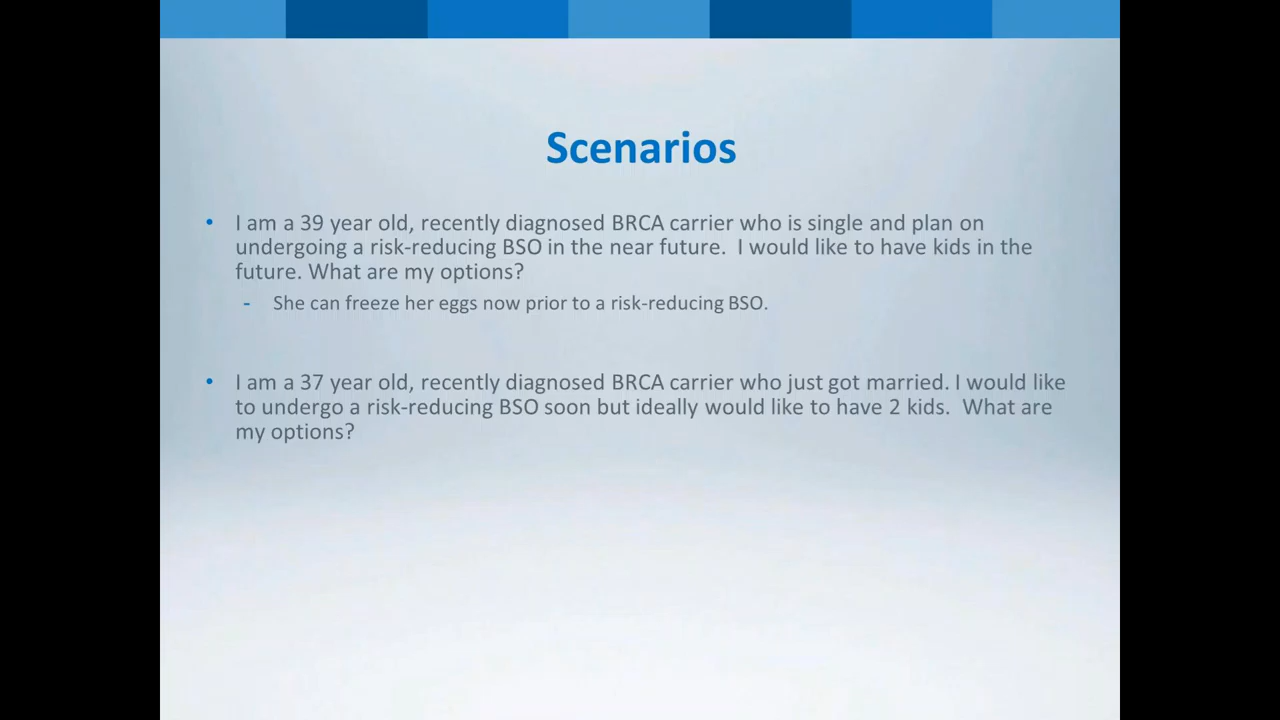 Scenarios
• I am a 39 year old, recently diagnosed BRCA carrier who is single and plan on
undergoing a risk-reducing BSO in the near future.  I would like to have kids in the
future. What are my options?
- She can freeze her eggs now prior to a risk-reducing BSO.
• I am a 37 year old, recently diagnosed BRCA carrier who just got married. I would like
to undergo a risk-reducing BSO soon but ideally would like to have 2 kids.  What are
my options?